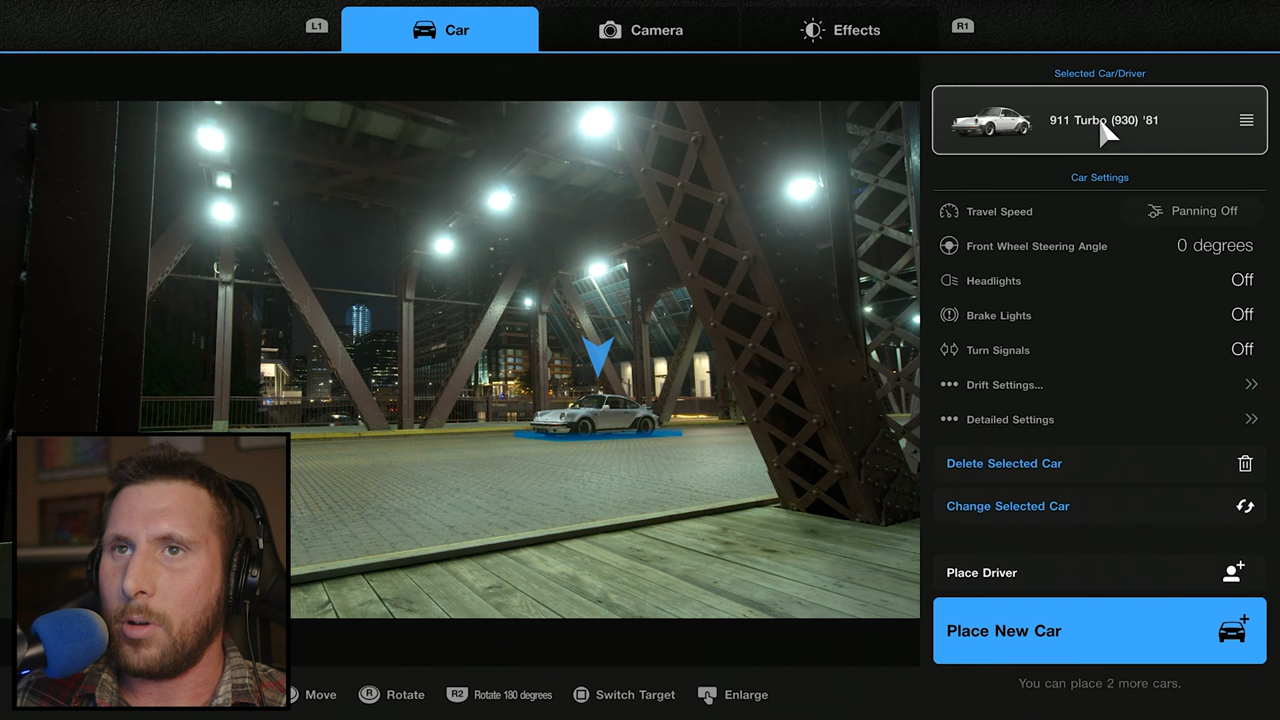 L1
Car
Camera
Effects
R1
Selected Car/Driver
911 Turbo (930) '81
Car Settings
Travel Speed
Panning Off
Front Wheel Steering Angle
0 degrees
Headlights
Off
Brake Lights
Off
Turn Signals
Off
Drift Settings...
Detailed Settings
Delete Selected Car
Change Selected Car
Place Driver
Place New Car
You can place 2 more cars.
Move
R
Rotate
R2
Rotate 180 degrees
Switch Target
Enlarge